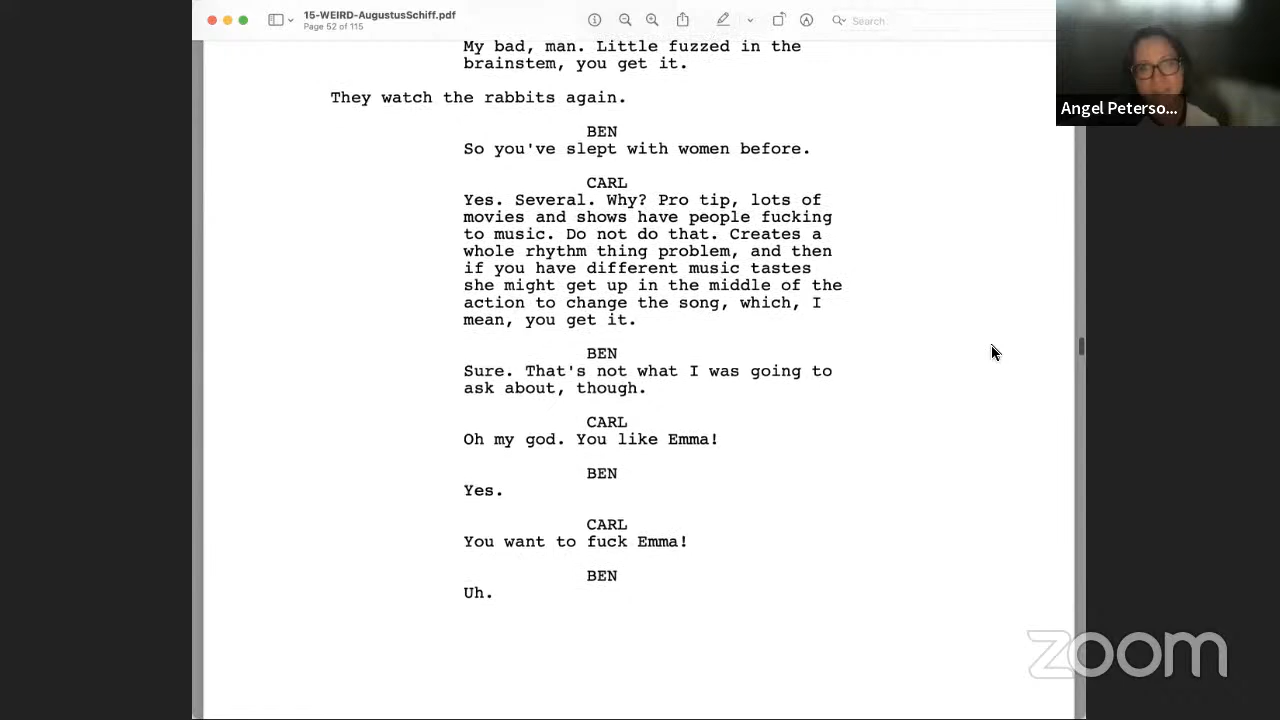 15-WEIRD-AugustusSchiff.pdf
Page 52 of 115
Search
Angel Peterso...
My bad, man. Little fuzzed in the
brainstem, you get it.
They watch the rabbits again.
BEN
So you've slept with women before.
CARL
Yes. Several. Why? Pro tip, lots of
movies and shows have people fucking
to music. Do not do that. Creates a
whole rhythm thing problem, and then
if you have different music tastes
she might get up in the middle of the
action to change the song, which, I
mean, you get it.
BEN
Sure. That's not what I was going to
ask about, though.
CARL
Oh my god. You like Emma!
BEN
Yes.
CARL
You want to fuck Emma!
BEN
Uh.
zoom